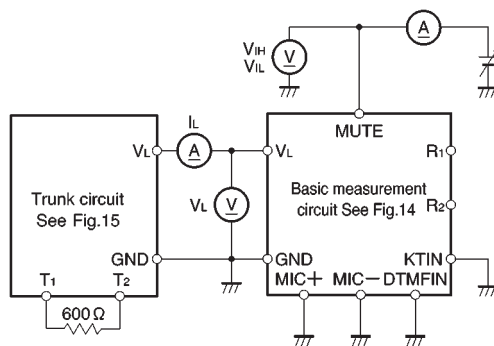 A
VIH
VIL
V
MUTE
IL
VL
A
VL
R1
Trunk circuit
See Fig.15
VL
V
Basic measurement
circuit See Fig.14
R2
GND
GND
KTIN
T1
T2
MIC+
MIC−
DTMFIN
600Ω